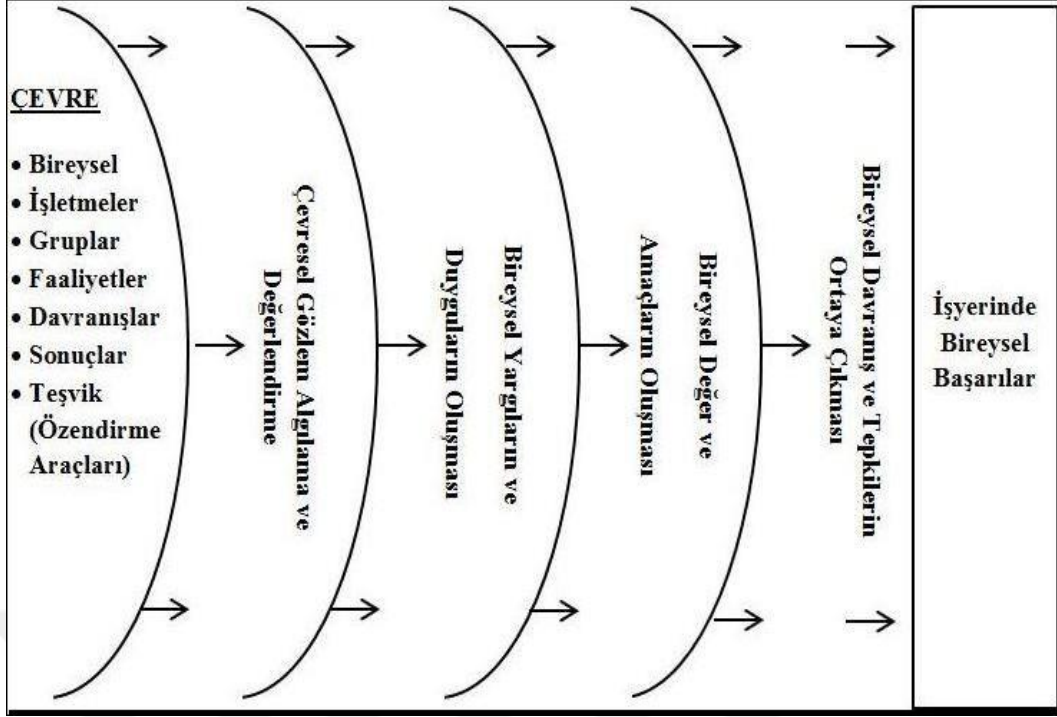 ÇEVRE
• Bireysel
• İşletmeler
• Gruplar
• Faaliyetler
• Davranışlar
• Sonuçlar
• Teşvik
(Özendirme
Araçları)
Çevresel Gözlem Algılama ve
Değerlendirme
Bireysel Yargıların ve
Duyguların Oluşması
Bireysel Değer ve
Amaçların Oluşması
Bireysel Davranış ve Tepkilerin
Ortaya Çıkması
İşyerinde
Bireysel
Başarılar